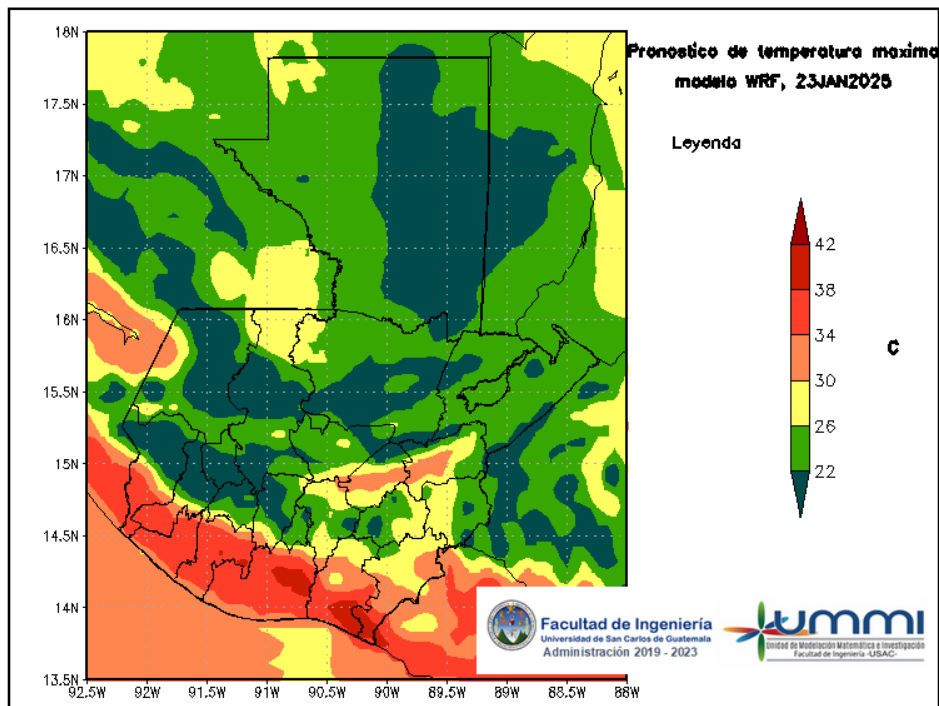 Pronostico de temperatura maxima
modelo WRF, 23JAN2025
Leyenda
18N
17.5N
17N
16.5N
16N
15.5N
15N
14.5N
14N
13.5N
92.5W
92W
91.5W
91W
90.5W
90W
89.5W
89W
88.5W
88W
42
38
34
30
26
22
C
Facultad de Ingeniería
Universidad de San Carlos de Guatemala
Administración 2019 - 2023
UMMI
Unidad de Modelación Matemática e Investigación
Facultad de Ingeniería -USAC-